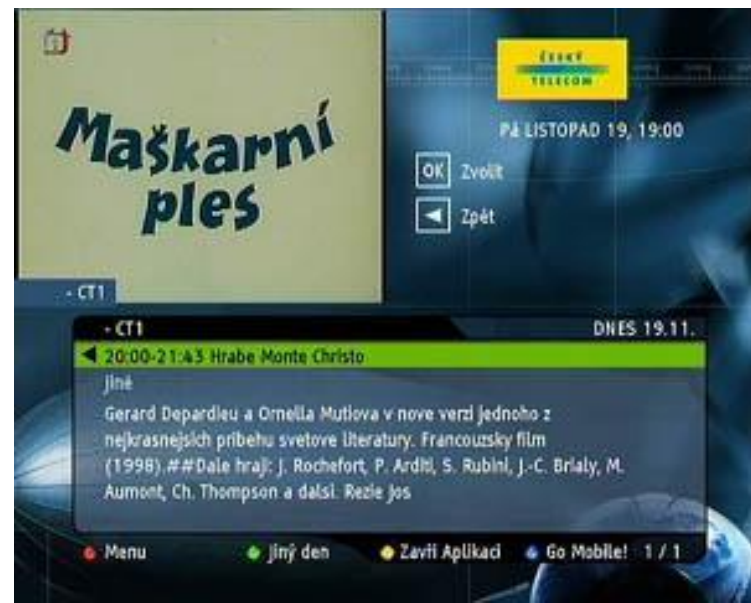 Maškarní
ples
ČESKÝ
TELECOM
Pá LISTOPAD 19, 19:00
OK Zvolit
Zpět
- CT1
- CT1
DNES 19.11.
20:00-21:43 Hrabe Monte Christo
Jiné
Gerard Depardieu a Ornella Mutiova v nove verzi jednoho z
nejkrasnejsich pribehu svetove literatury. Francouzsky film
(1998).##Dale hraji: J. Rochefort, P. Arditi, S. Rubini, J.-C. Brialy, M.
Aumont, Ch. Thompson a dalsi. Rezie Jos
Menu
Jiný den
Zavři Aplikaci
Go Mobile! 1 / 1